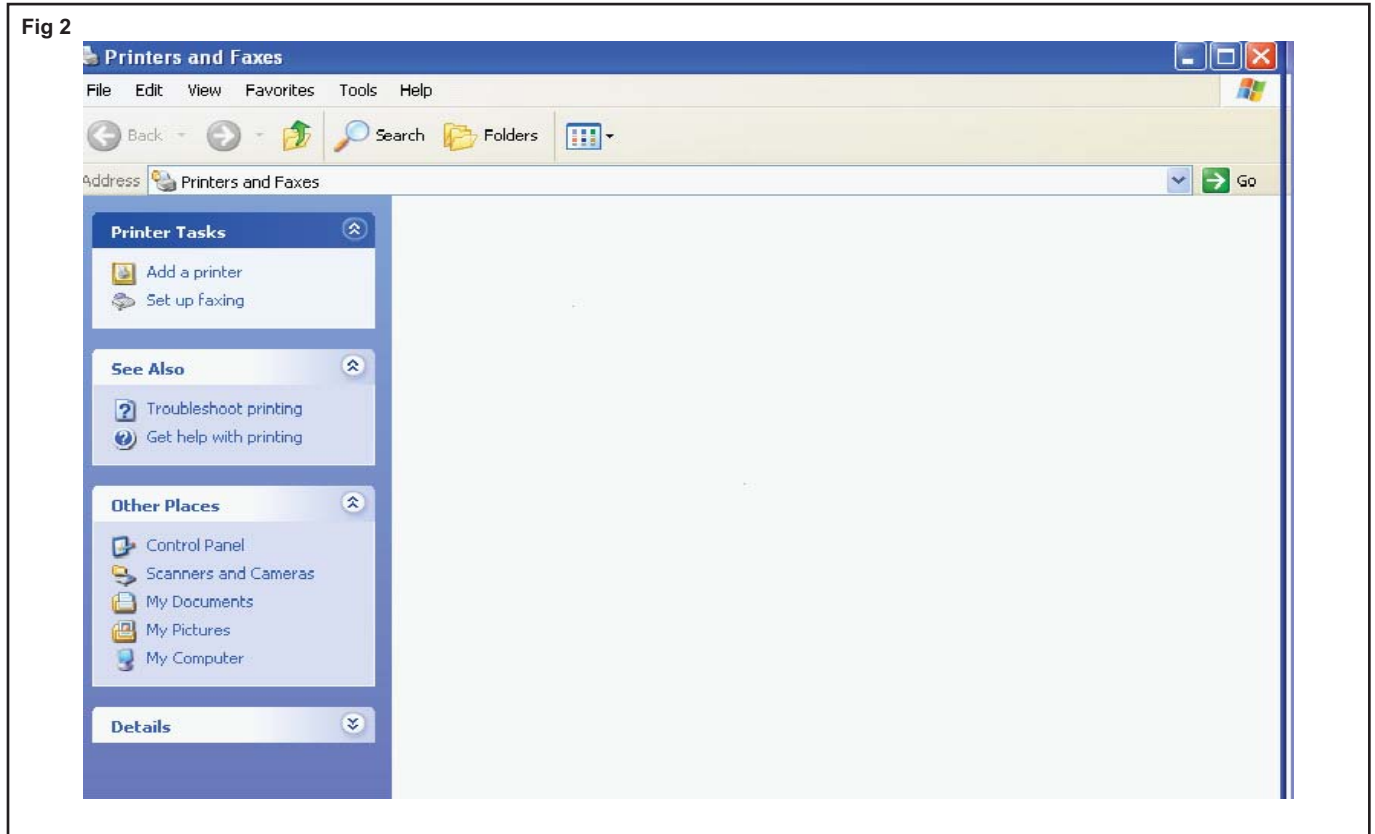 Fig 2
Printers and Faxes
File Edit View Favorites Tools Help
Back Search Folders
Address Printers and Faxes Go
Printer Tasks
Add a printer
Set up faxing
See Also
Troubleshoot printing
Get help with printing
Other Places
Control Panel
Scanners and Cameras
My Documents
My Pictures
My Computer
Details